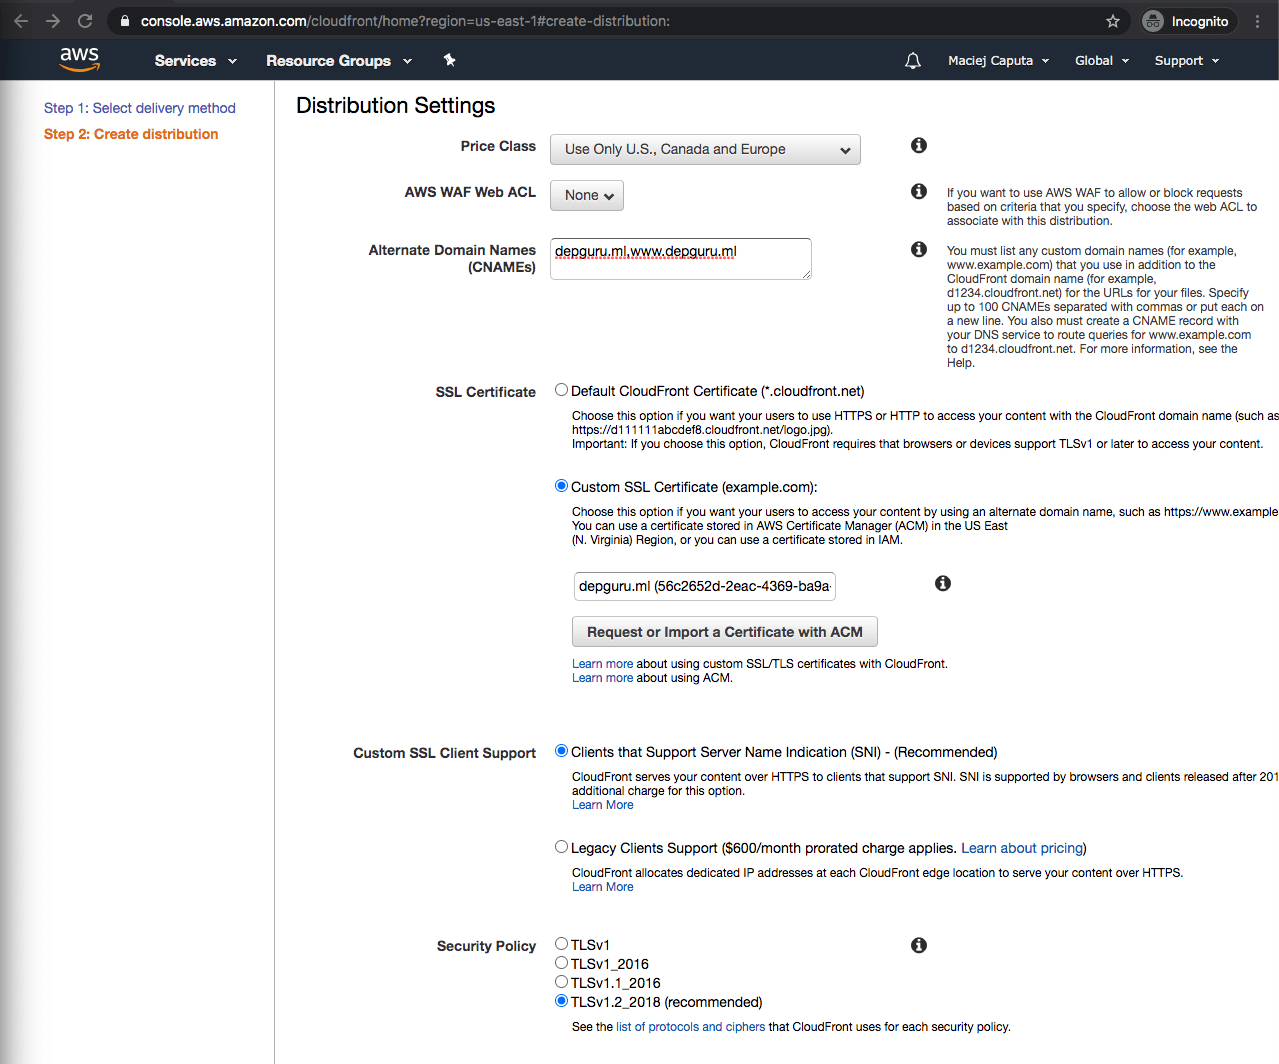 console.aws.amazon.com/cloudfront/home?region=us-east-1#create-distribution:
Incognito
aws
Services
Resource Groups
Maciej Caputa
Global
Support
Step 1: Select delivery method
Step 2: Create distribution
Distribution Settings
Price Class
Use Only U.S., Canada and Europe
AWS WAF Web ACL
None
If you want to use AWS WAF to allow or block requests
based on criteria that you specify, choose the web ACL to
associate with this distribution.
Alternate Domain Names
(CNAMEs)
depguru.ml,www.depguru.ml
You must list any custom domain names (for example,
www.example.com) that you use in addition to the
CloudFront domain name (for example,
d1234.cloudfront.net) for the URLs for your files. Specify
up to 100 CNAMEs separated with commas or put each on
a new line. You also must create a CNAME record with
your DNS service to route queries for www.example.com
to d1234.cloudfront.net. For more information, see the
Help.
SSL Certificate
Default CloudFront Certificate (*.cloudfront.net)
Choose this option if you want your users to use HTTPS or HTTP to access your content with the CloudFront domain name (such as
https://d111111abcdef8.cloudfront.net/logo.jpg).
Important: If you choose this option, CloudFront requires that browsers or devices support TLSv1 or later to access your content.
Custom SSL Certificate (example.com):
Choose this option if you want your users to access your content by using an alternate domain name, such as https://www.example
You can use a certificate stored in AWS Certificate Manager (ACM) in the US East
(N. Virginia) Region, or you can use a certificate stored in IAM.
depguru.ml (56c2652d-2eac-4369-ba9a-
Request or Import a Certificate with ACM
Learn more about using custom SSL/TLS certificates with CloudFront.
Learn more about using ACM.
Custom SSL Client Support
Clients that Support Server Name Indication (SNI) - (Recommended)
CloudFront serves your content over HTTPS to clients that support SNI. SNI is supported by browsers and clients released after 201
additional charge for this option.
Learn More
Legacy Clients Support ($600/month prorated charge applies. Learn about pricing)
CloudFront allocates dedicated IP addresses at each CloudFront edge location to serve your content over HTTPS.
Learn More
Security Policy
TLSv1
TLSv1_2016
TLSv1.1_2016
TLSv1.2_2018 (recommended)
See the list of protocols and ciphers that CloudFront uses for each security policy.